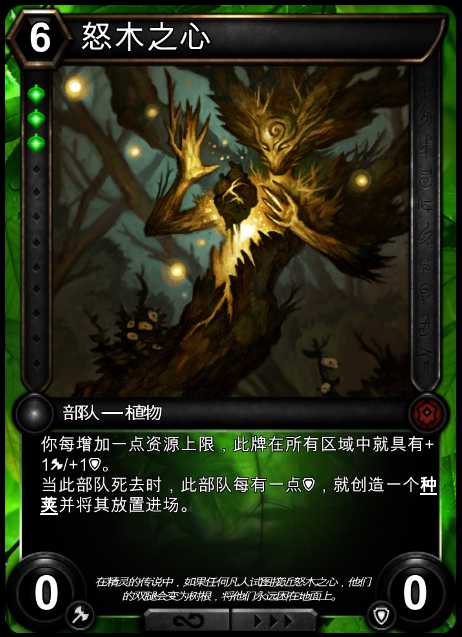 6 怒木之心
部队 — 植物
你每增加一点资源上限，此牌在所有区域中就具有+
1/+1。
当此部队死去时，此部队每有一点，就创造一个种
荚并将其放置进场。
在精灵的传说中，如果任何凡人试图接近怒木之心，他们
的双腿会变为树根，将他们永远困在地面上。
0 0